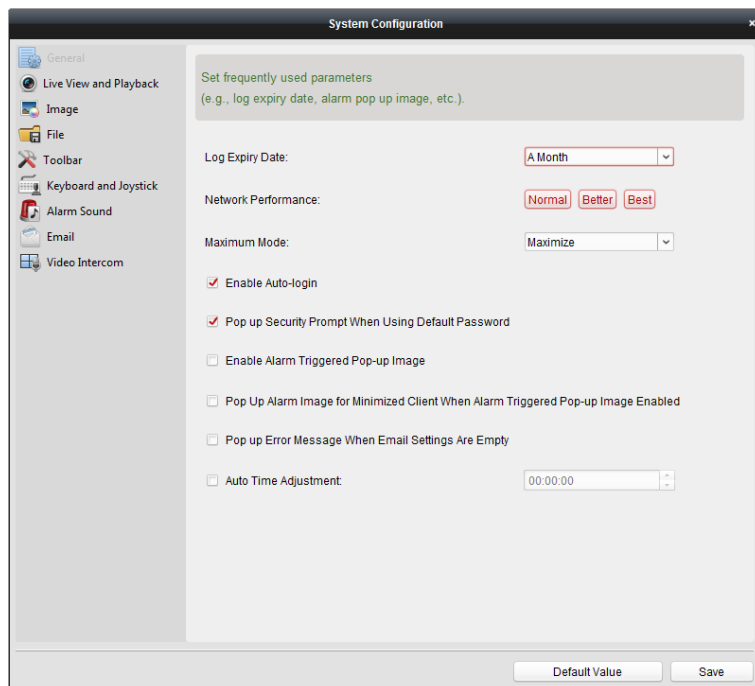 System Configuration
General
Live View and Playback
Image
File
Toolbar
Keyboard and Joystick
Alarm Sound
Email
Video Intercom
Set frequently used parameters
(e.g., log expiry date, alarm pop up image, etc.).
Log Expiry Date: A Month
Network Performance: Normal Better Best
Maximum Mode: Maximize
Enable Auto-login
Pop up Security Prompt When Using Default Password
Enable Alarm Triggered Pop-up Image
Pop Up Alarm Image for Minimized Client When Alarm Triggered Pop-up Image Enabled
Pop up Error Message When Email Settings Are Empty
Auto Time Adjustment: 00:00:00
Default Value Save